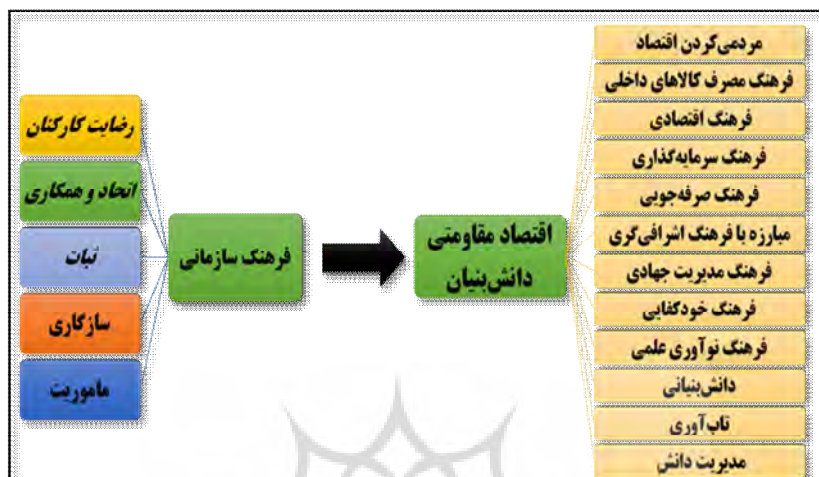 مردمی‌کردن اقتصاد
فرهنگ مصرف کالاهای داخلی
فرهنگ اقتصادی
فرهنگ سرمایه‌گذاری
فرهنگ صرفه‌جویی
مبارزه با فرهنگ اشرافی‌گری
فرهنگ مدیریت جهادی
فرهنگ خودکفایی
فرهنگ نوآوری علمی
دانش‌بنیانی
تاب‌آوری
مدیریت دانش
اقتصاد مقاومتی
دانش‌بنیان
فرهنگ سازمانی
رضایت کارکنان
اتحاد و همکاری
ثبات
سازگاری
ماموریت